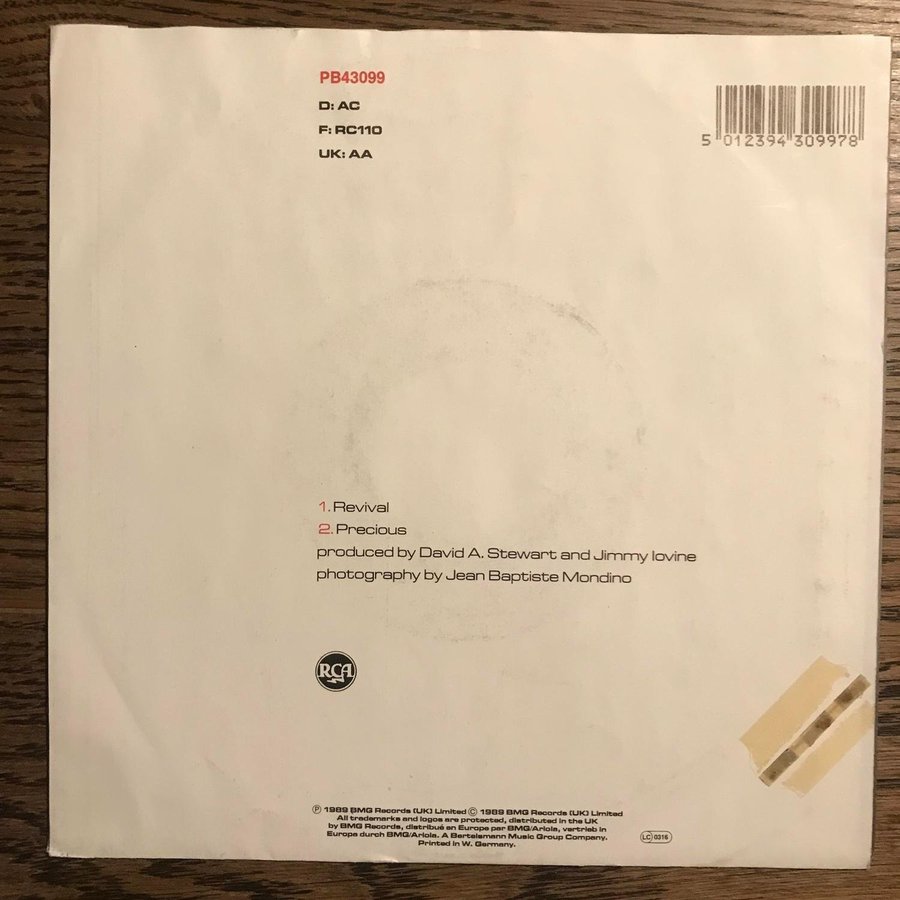 PB43099
D: AC
F: RC110
UK: AA
5 012394 309978
1. Revival
2. Precious
produced by David A. Stewart and Jimmy Iovine
photography by Jean Baptiste Mondino
RCA
Ⓟ 1989 BMG Records (UK) Limited © 1989 BMG Records (UK) Limited
All trademarks and logos are protected, distributed in the UK
by BMG Records, distribué en Europe par BMG/Ariola, vertrieb in
Europa durch BMG/Ariola. A Bertelsmann Music Group Company.
Printed in W. Germany.
LC 0316